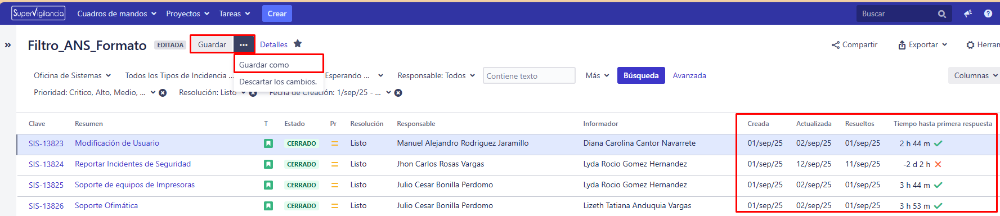 SuperVigilancia Cuadros de mandos Proyectos Tareas Crear Buscar
Filtro_ANS_Formato EDITADA Guardar ... Detalles Compartir Exportar Herram
Guardar como
Descartar los cambios.
Oficina de Sistemas Todos los Tipos de Incidencia ... Esperando ... Responsable: Todos Contiene texto Más Búsqueda Avanzada Columnas
Prioridad: Critico, Alto, Medio, ... Resolución: Listo Fecha de Creación: 1/sep/25 - ...
Clave Resumen T Estado Pr Resolución Responsable Informador Creada Actualizada Resueltos Tiempo hasta primera respuesta
SIS-13823 Modificación de Usuario CERRADO Listo Manuel Alejandro Rodriguez Jaramillo Diana Carolina Cantor Navarrete 01/sep/25 02/sep/25 01/sep/25 2 h 44 m
SIS-13824 Reportar Incidentes de Seguridad CERRADO Listo Jhon Carlos Rosas Vargas Lyda Rocio Gomez Hernandez 01/sep/25 12/sep/25 11/sep/25 -2 d 2 h
SIS-13825 Soporte de equipos de Impresoras CERRADO Listo Julio Cesar Bonilla Perdomo Lyda Rocio Gomez Hernandez 01/sep/25 02/sep/25 01/sep/25 3 h 44 m
SIS-13826 Soporte Ofimática CERRADO Listo Julio Cesar Bonilla Perdomo Lizeth Tatiana Anduquia Vargas 01/sep/25 02/sep/25 01/sep/25 3 h 53 m